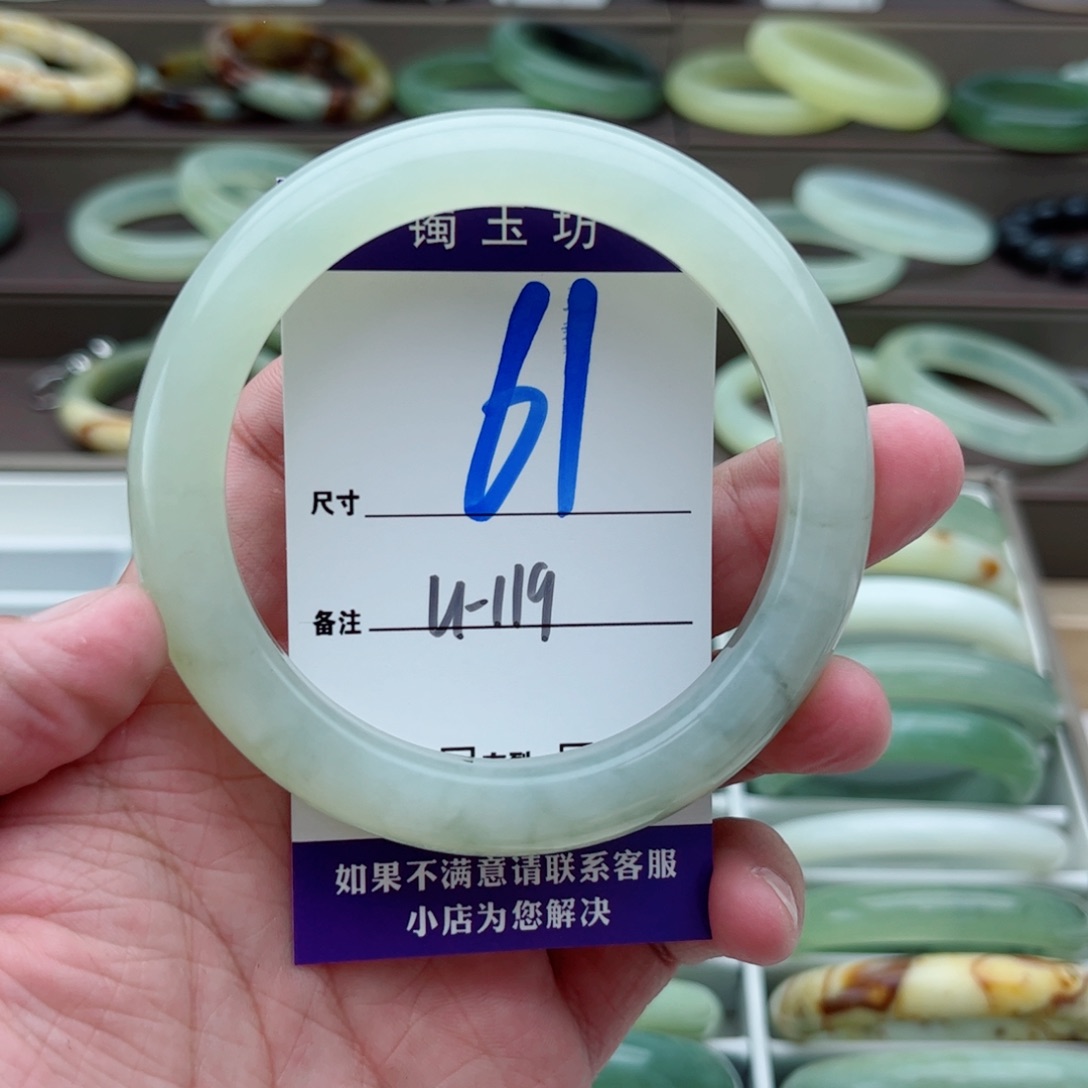 镯玉坊
61
尺寸
备注 U-119
如果不满意请联系客服
小店为您解决